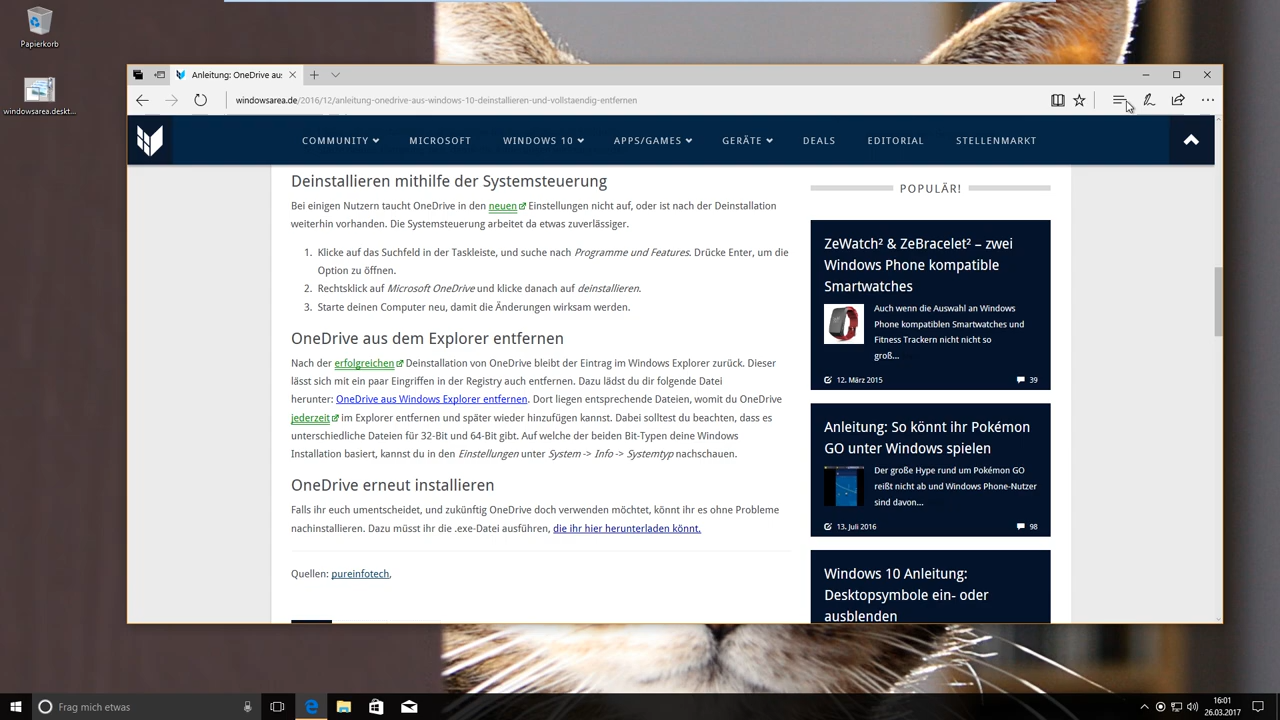 Papierkorb
windowsarea.deskt...
Anleitung: OneDrive au
windowsarea.de/2016/12/anleitung-onedrive-aus-windows-10-deinstallieren-und-vollstaendig-entfernen
COMMUNITY MICROSOFT WINDOWS 10 APPS/GAMES GERÄTE DEALS EDITORIAL STELLENMARKT
Deinstallieren mithilfe der Systemsteuerung
Bei einigen Nutzern taucht OneDrive in den neuen Einstellungen nicht auf, oder ist nach der Deinstallation
weiterhin vorhanden. Die Systemsteuerung arbeitet da etwas zuverlässiger.
1. Klicke auf das Suchfeld in der Taskleiste, und suche nach Programme und Features. Drücke Enter, um die
Option zu öffnen.
2. Rechtsklick auf Microsoft OneDrive und klicke danach auf deinstallieren.
3. Starte deinen Computer neu, damit die Änderungen wirksam werden.
OneDrive aus dem Explorer entfernen
Nach der erfolgreichen Deinstallation von OneDrive bleibt der Eintrag im Windows Explorer zurück. Dieser
lässt sich mit ein paar Eingriffen in der Registry auch entfernen. Dazu lädst du dir folgende Datei
herunter: OneDrive aus Windows Explorer entfernen. Dort liegen entsprechende Dateien, womit du OneDrive
jederzeit im Explorer entfernen und später wieder hinzufügen kannst. Dabei solltest du beachten, dass es
unterschiedliche Dateien für 32-Bit und 64-Bit gibt. Auf welche der beiden Bit-Typen deine Windows
Installation basiert, kannst du in den Einstellungen unter System -> Info -> Systemtyp nachschauen.
OneDrive erneut installieren
Falls ihr euch umentscheidet, und zukünftig OneDrive doch verwenden möchtet, könnt ihr es ohne Probleme
nachinstallieren. Dazu müsst ihr die .exe-Datei ausführen, die ihr hier herunterladen könnt.
Quellen: pureinfotech,
POPULÄR!
ZeWatch² & ZeBracelet² – zwei
Windows Phone kompatible
Smartwatches
Auch wenn die Auswahl an Windows
Phone kompatiblen Smartwatches und
Fitness Trackern nicht nicht so
groß...
12. März 2015 39
Anleitung: So könnt ihr Pokémon
GO unter Windows spielen
Der große Hype rund um Pokémon GO
reißt nicht ab und Windows Phone-Nutzer
sind davon...
13. Juli 2016 98
Windows 10 Anleitung:
Desktopsymbole ein- oder
ausblenden
Frag mich etwas
16:01
26.03.2017